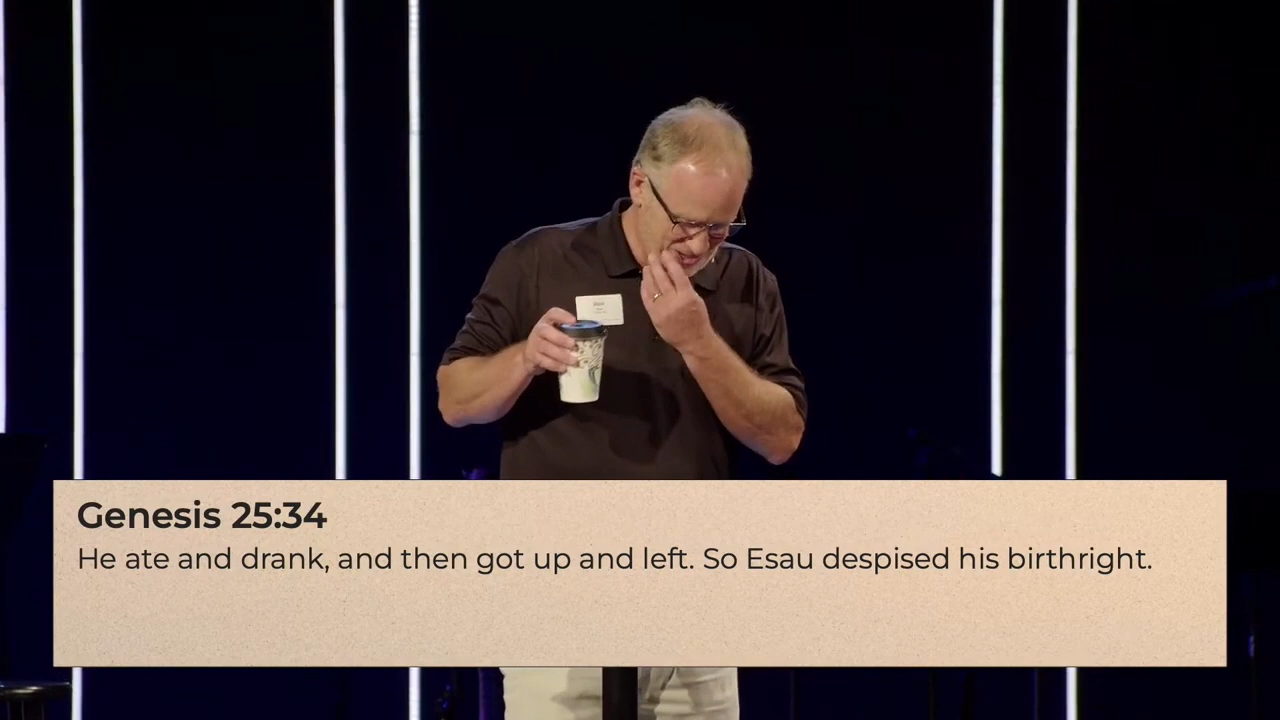 Genesis 25:34
He ate and drank, and then got up and left. So Esau despised his birthright.